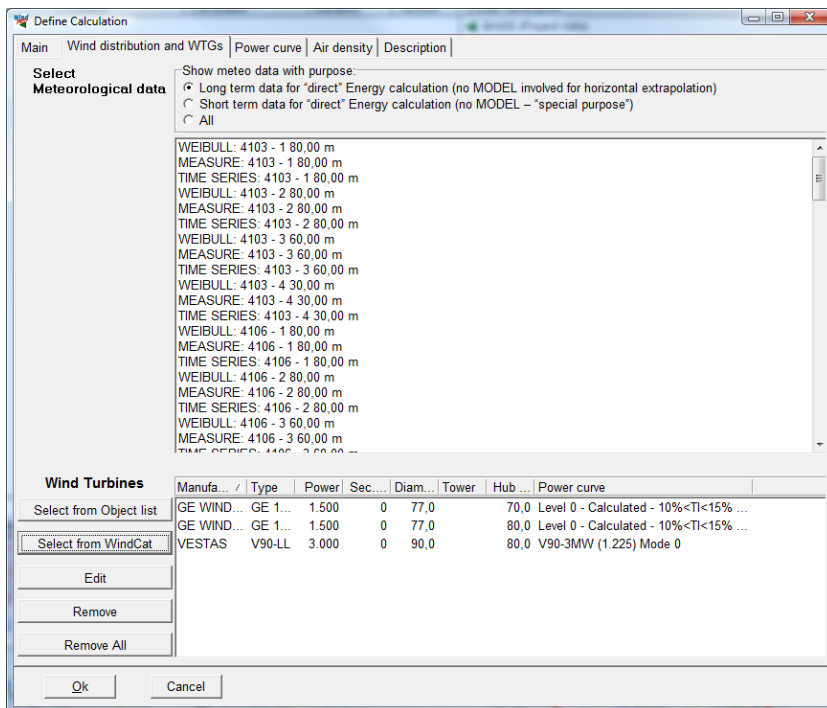 Define Calculation
Main Wind distribution and WTGs Power curve Air density Description
Select
Meteorological data
Show meteo data with purpose:
Long term data for "direct" Energy calculation (no MODEL involved for horizontal extrapolation)
Short term data for "direct" Energy calculation (no MODEL – "special purpose")
All
WEIBULL: 4103 - 1 80,00 m
MEASURE: 4103 - 1 80,00 m
TIME SERIES: 4103 - 1 80,00 m
WEIBULL: 4103 - 2 80,00 m
MEASURE: 4103 - 2 80,00 m
TIME SERIES: 4103 - 2 80,00 m
WEIBULL: 4103 - 3 60,00 m
MEASURE: 4103 - 3 60,00 m
TIME SERIES: 4103 - 3 60,00 m
WEIBULL: 4103 - 4 30,00 m
MEASURE: 4103 - 4 30,00 m
TIME SERIES: 4103 - 4 30,00 m
WEIBULL: 4106 - 1 80,00 m
MEASURE: 4106 - 1 80,00 m
TIME SERIES: 4106 - 1 80,00 m
WEIBULL: 4106 - 2 80,00 m
MEASURE: 4106 - 2 80,00 m
TIME SERIES: 4106 - 2 80,00 m
WEIBULL: 4106 - 3 60,00 m
MEASURE: 4106 - 3 60,00 m
TIME SERIES: 4106 - 3 60,00 m
Wind Turbines
Manufa... Type Power Sec.... Diam... Tower Hub ... Power curve
Select from Object list
GE WIND... GE 1... 1.500 0 77,0 70,0 Level 0 - Calculated - 10%<TI<15% ...
GE WIND... GE 1... 1.500 0 77,0 80,0 Level 0 - Calculated - 10%<TI<15% ...
Select from WindCat
VESTAS V90-LL 3.000 0 90,0 80,0 V90-3MW (1.225) Mode 0
Edit
Remove
Remove All
Ok Cancel